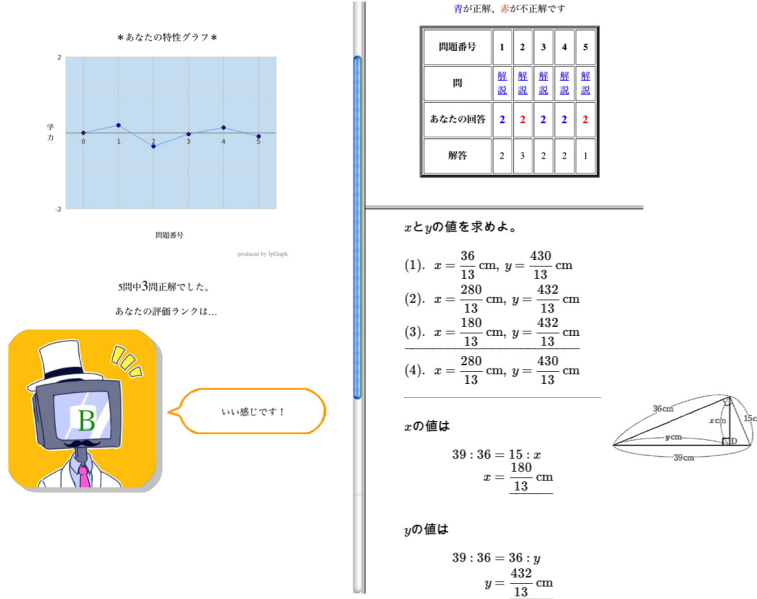 ＊あなたの特性グラフ＊
2
学力
0 1 2 3 4 5
-2
問題番号
produced by JpGraph
5問中3問正解でした。
あなたの評価ランクは...
B
いい感じです！
青が正解、赤が不正解です
問題番号 1 2 3 4 5
問 解説 解説 解説 解説 解説
あなたの回答 2 2 2 2 2
解答 2 3 2 2 1
xとyの値を求めよ。
(1). x = 36/13 cm, y = 430/13 cm
(2). x = 280/13 cm, y = 432/13 cm
(3). x = 180/13 cm, y = 432/13 cm
(4). x = 280/13 cm, y = 430/13 cm
xの値は
39 : 36 = 15 : x
x = 180/13 cm
36cm
15c
xcm
ycm
D
39cm
yの値は
39 : 36 = 36 : y
y = 432/13 cm